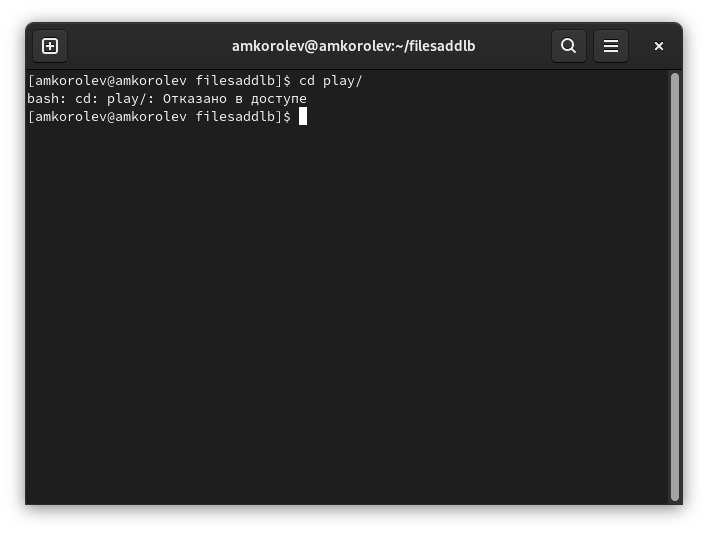 amkorolev@amkorolev:~/filesaddlb
[amkorolev@amkorolev filesaddlb]$ cd play/
bash: cd: play/: Отказано в доступе
[amkorolev@amkorolev filesaddlb]$